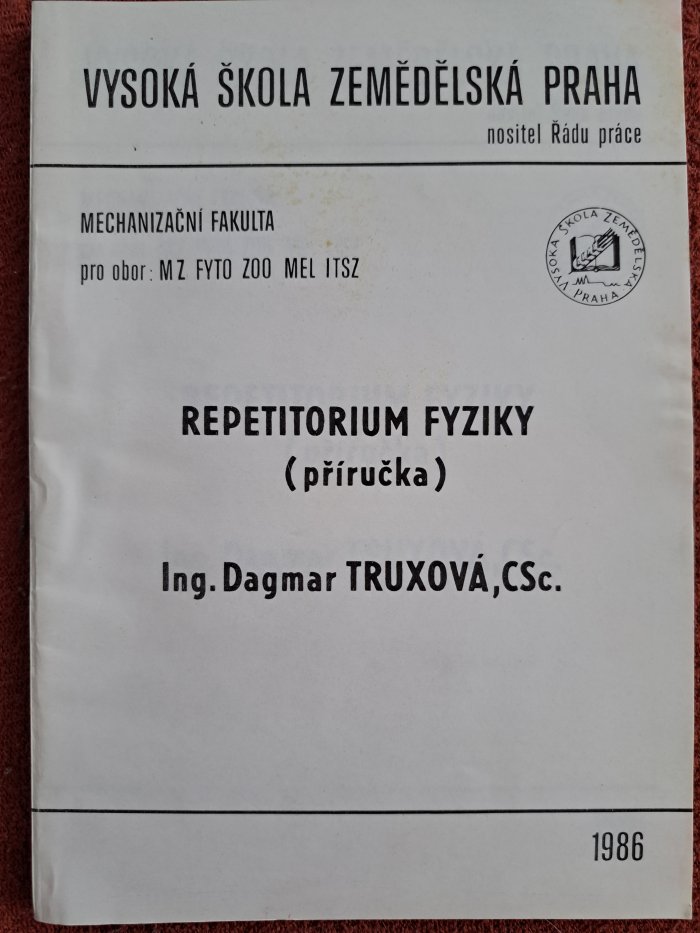 VYSOKÁ ŠKOLA ZEMĚDĚLSKÁ PRAHA
nositel Řádu práce
MECHANIZAČNÍ FAKULTA
pro obor: MZ FYTO ZOO MEL ITSZ
VYSOKÁ ŠKOLA ZEMĚDĚLSKÁ
PRAHA
REPETITORIUM FYZIKY
(příručka)
Ing. Dagmar TRUXOVÁ, CSc.
1986